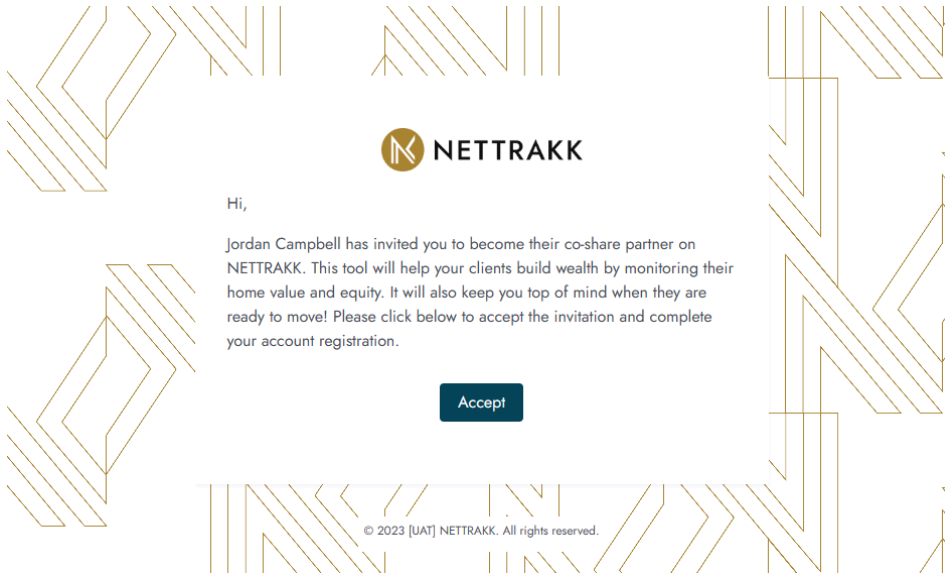 NETTRAKK
Hi,
Jordan Campbell has invited you to become their co-share partner on
NETTRAKK. This tool will help your clients build wealth by monitoring their
home value and equity. It will also keep you top of mind when they are
ready to move! Please click below to accept the invitation and complete
your account registration.
Accept
© 2023 [UAT] NETTRAKK. All rights reserved.